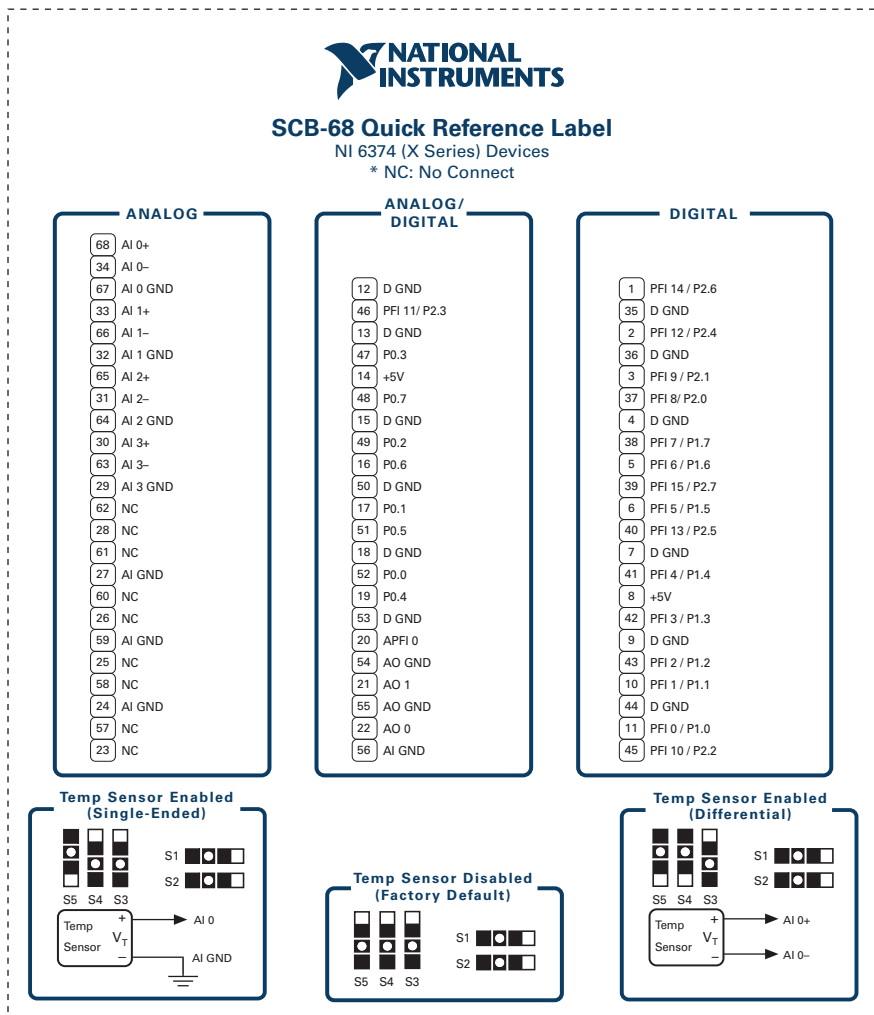 NATIONAL
INSTRUMENTS
SCB-68 Quick Reference Label
NI 6374 (X Series) Devices
* NC: No Connect
ANALOG
68 AI 0+
34 AI 0–
67 AI 0 GND
33 AI 1+
66 AI 1–
32 AI 1 GND
65 AI 2+
31 AI 2–
64 AI 2 GND
30 AI 3+
63 AI 3–
29 AI 3 GND
62 NC
28 NC
61 NC
27 AI GND
60 NC
26 NC
59 AI GND
25 NC
58 NC
24 AI GND
57 NC
23 NC
ANALOG/
DIGITAL
12 D GND
46 PFI 11/ P2.3
13 D GND
47 P0.3
14 +5V
48 P0.7
15 D GND
49 P0.2
16 P0.6
50 D GND
17 P0.1
51 P0.5
18 D GND
52 P0.0
19 P0.4
53 D GND
20 APFI 0
54 AO GND
21 AO 1
55 AO GND
22 AO 0
56 AI GND
DIGITAL
1 PFI 14 / P2.6
35 D GND
2 PFI 12 / P2.4
36 D GND
3 PFI 9 / P2.1
37 PFI 8/ P2.0
4 D GND
38 PFI 7 / P1.7
5 PFI 6 / P1.6
39 PFI 15 / P2.7
6 PFI 5 / P1.5
40 PFI 13 / P2.5
7 D GND
41 PFI 4 / P1.4
8 +5V
42 PFI 3 / P1.3
9 D GND
43 PFI 2 / P1.2
10 PFI 1 / P1.1
44 D GND
11 PFI 0 / P1.0
45 PFI 10 / P2.2
Temp Sensor Enabled
(Single-Ended)
S1
S2
S5 S4 S3
Temp
Sensor
+
VT
–
AI 0
AI GND
Temp Sensor Disabled
(Factory Default)
S1
S2
S5 S4 S3
Temp Sensor Enabled
(Differential)
S1
S2
S5 S4 S3
Temp
Sensor
+
VT
–
AI 0+
AI 0–